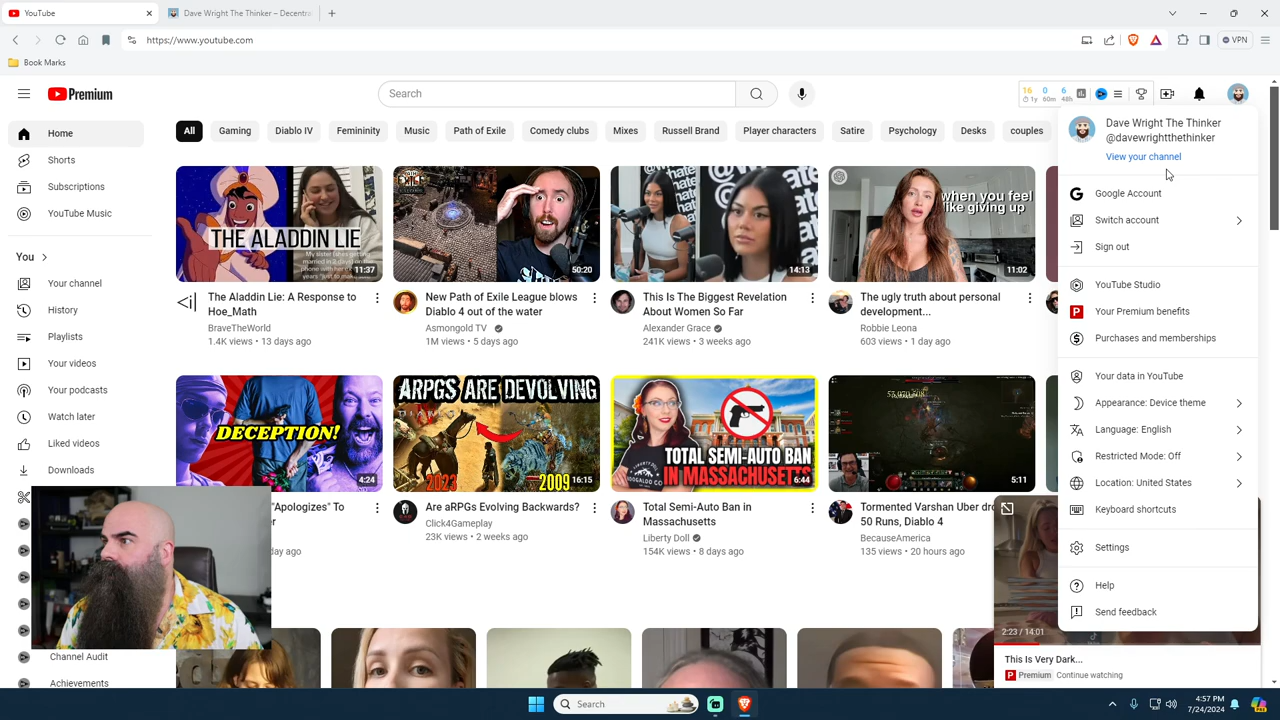 YouTube
Dave Wright The Thinker – Decentra
https://www.youtube.com
VPN
Book Marks
Premium
Search
16 0 6
1y 60m 48h
Home
Shorts
Subscriptions
YouTube Music
You
Your channel
History
Playlists
Your videos
Your podcasts
Watch later
Liked videos
Downloads
Channel Audit
Achievements
All
Gaming
Diablo IV
Femininity
Music
Path of Exile
Comedy clubs
Mixes
Russell Brand
Player characters
Satire
Psychology
Desks
couples
THE ALADDIN LIE
11:37
The Aladdin Lie: A Response to
Hoe_Math
BraveTheWorld
1.4K views • 13 days ago
50:20
New Path of Exile League blows
Diablo 4 out of the water
Asmongold TV
1M views • 5 days ago
14:13
This Is The Biggest Revelation
About Women So Far
Alexander Grace
241K views • 3 weeks ago
when you feel
like giving up
11:02
The ugly truth about personal
development...
Robbie Leona
603 views • 1 day ago
DECEPTION!
4:24
"Apologizes" To
day ago
ARPGS ARE DEVOLVING
2023
2009
16:15
Are aRPGs Evolving Backwards?
Click4Gameplay
23K views • 2 weeks ago
TOTAL SEMI-AUTO BAN
IN MASSACHUSETTS
6:44
Total Semi-Auto Ban in
Massachusetts
Liberty Doll
154K views • 8 days ago
5:11
Tormented Varshan Uber dro
50 Runs, Diablo 4
BecauseAmerica
135 views • 20 hours ago
Dave Wright The Thinker
@davewrightthethinker
View your channel
Google Account
Switch account
Sign out
YouTube Studio
Your Premium benefits
Purchases and memberships
Your data in YouTube
Appearance: Device theme
Language: English
Restricted Mode: Off
Location: United States
Keyboard shortcuts
Settings
Help
Send feedback
2:23 / 14:01
This Is Very Dark...
Premium Continue watching
Search
4:57 PM
7/24/2024